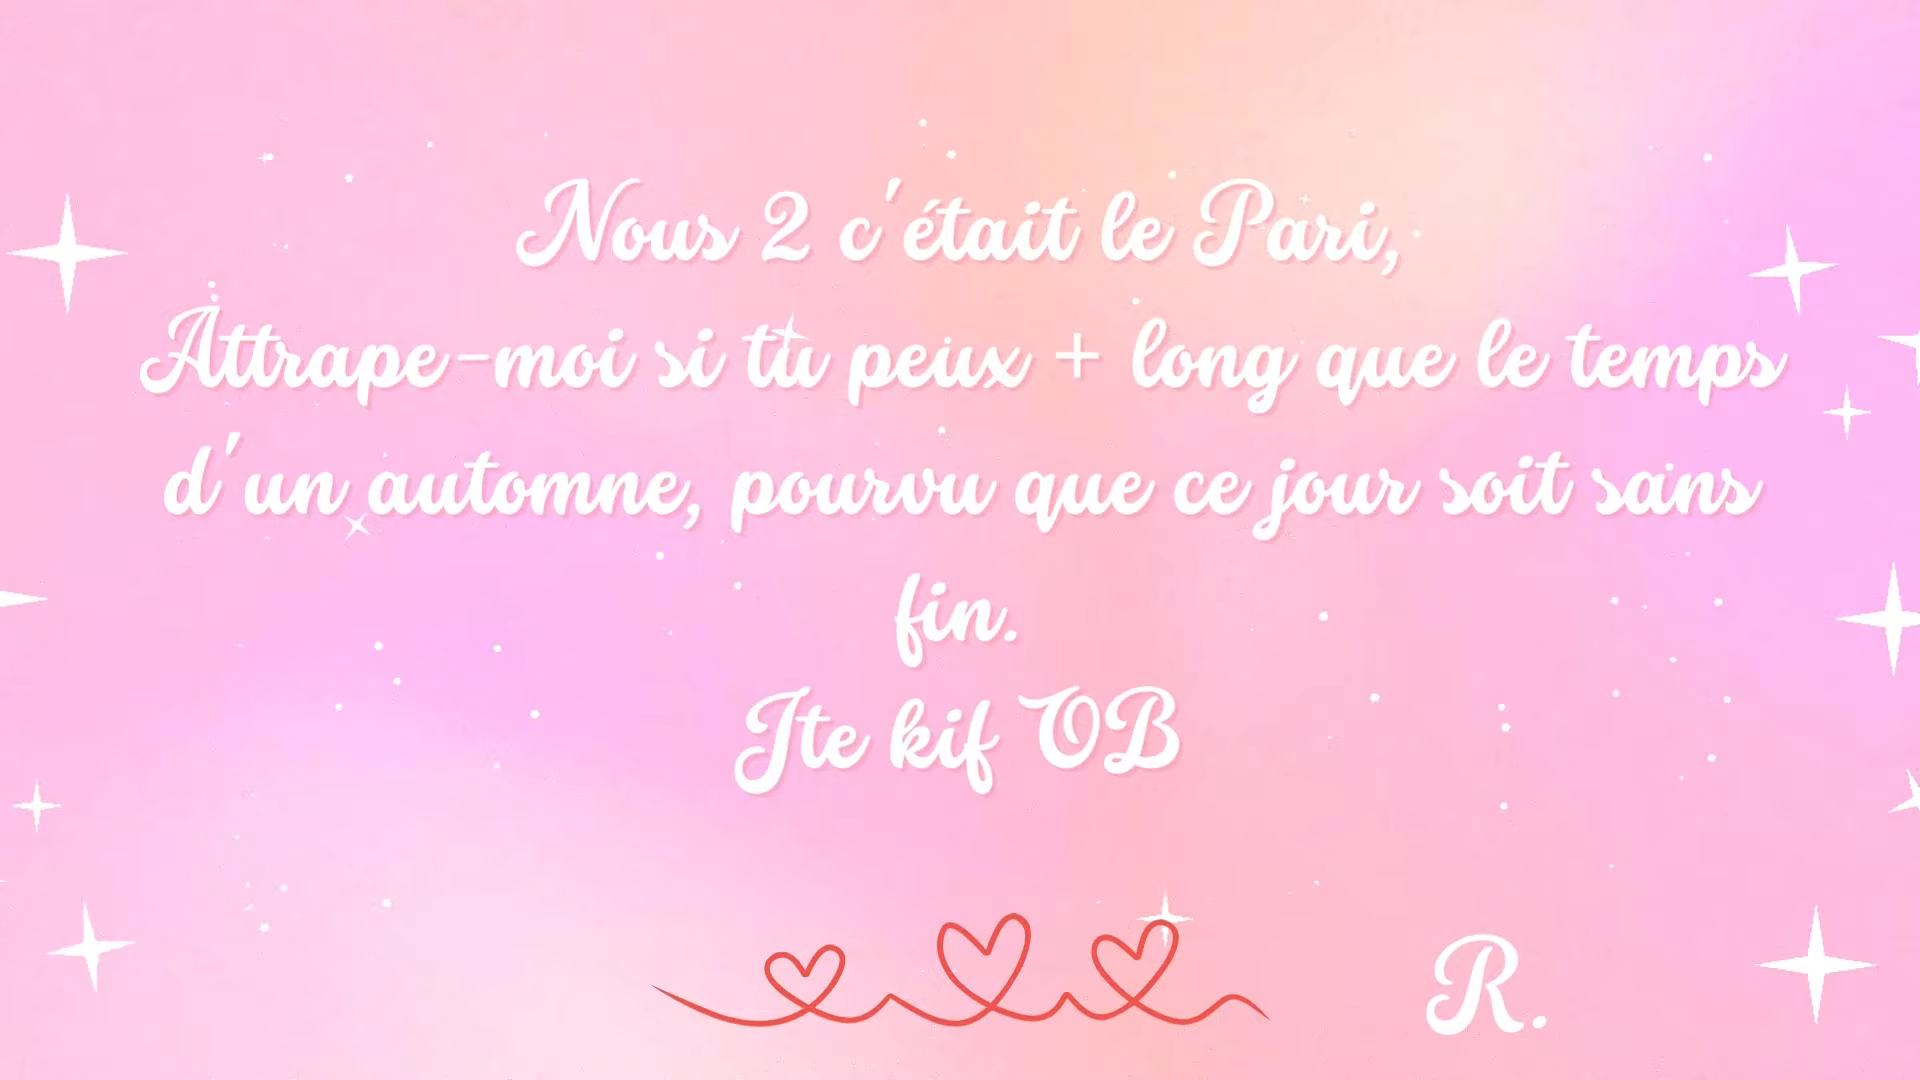 Nous 2 c'était le Pari,
Attrape-moi si tu peux + long que le temps
d'un automne, pourvu que ce jour soit sans
fin.
Jte kif OB
R.